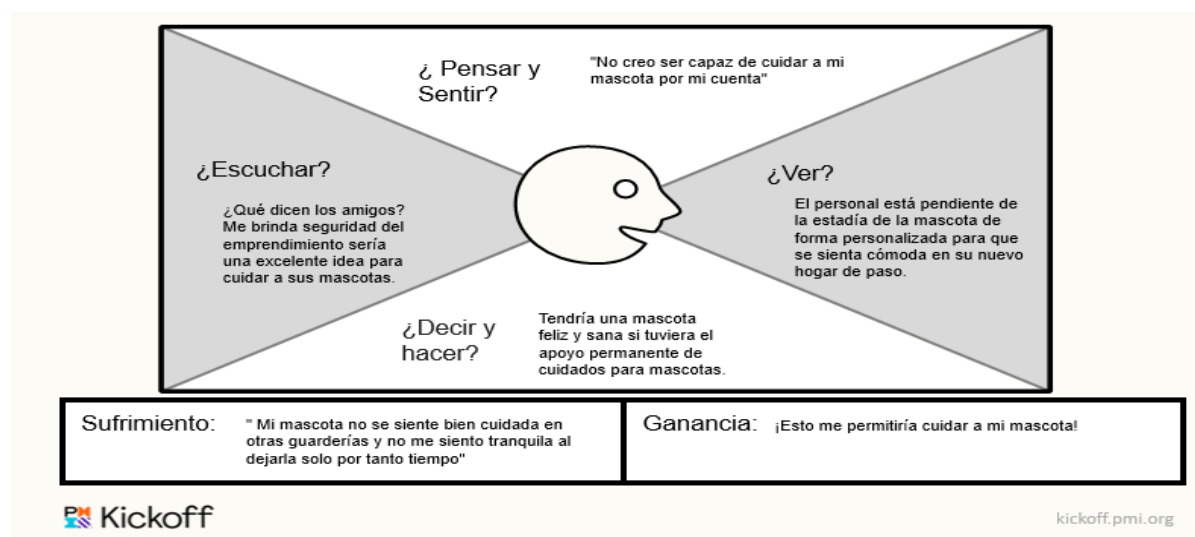 ¿ Pensar y
Sentir?
"No creo ser capaz de cuidar a mi
mascota por mi cuenta"
¿Escuchar?
¿Qué dicen los amigos?
Me brinda seguridad del
emprendimiento sería
una excelente idea para
cuidar a sus mascotas.
¿Ver?
El personal está pendiente de
la estadía de la mascota de
forma personalizada para que
se sienta cómoda en su nuevo
hogar de paso.
¿Decir y
hacer?
Tendría una mascota
feliz y sana si tuviera el
apoyo permanente de
cuidados para mascotas.
Sufrimiento:
" Mi mascota no se siente bien cuidada en
otras guarderías y no me siento tranquila al
dejarla solo por tanto tiempo"
Ganancia:
¡Esto me permitiría cuidar a mi mascota!
Kickoff
kickoff.pmi.org